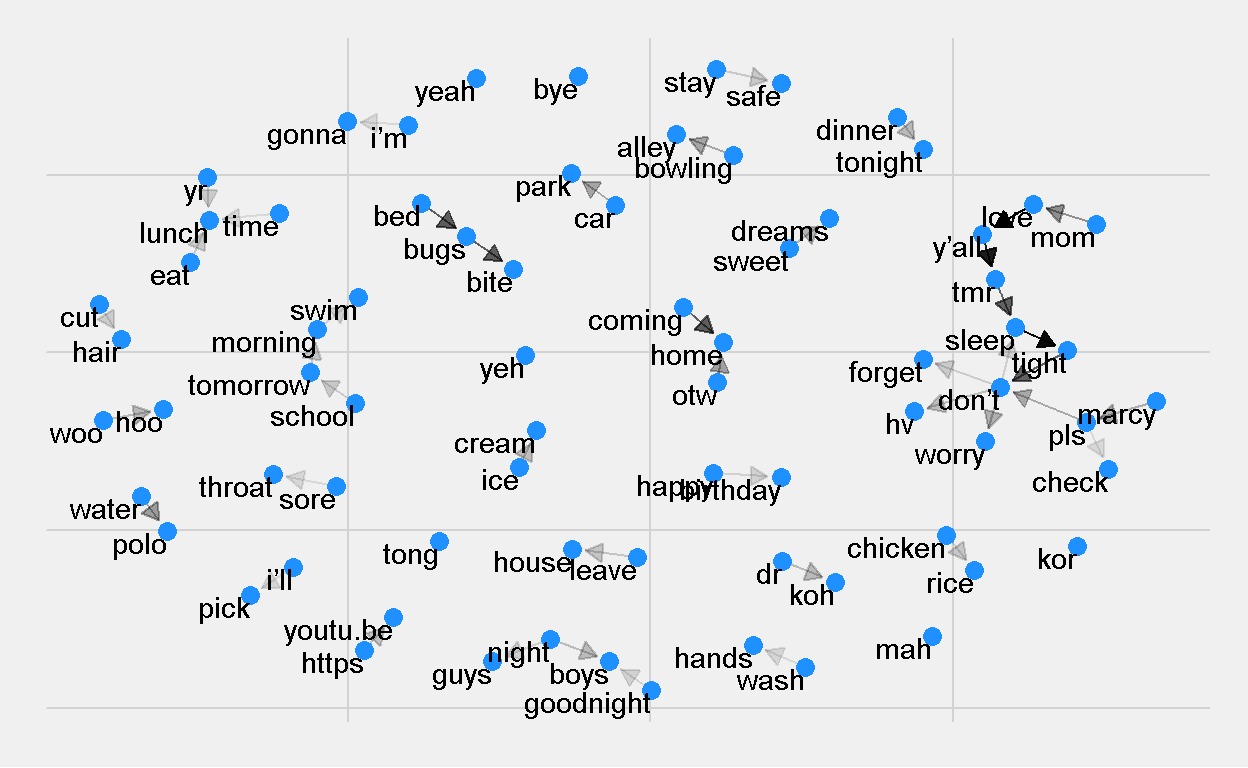 yeah
bye
stay
safe
gonna
i’m
dinner
tonight
alley
bowling
yr
park
car
bed
bugs
bite
lunch
time
eat
dreams
sweet
love
mom
y’all
tmr
cut
hair
swim
morning
coming
home
otw
sleep
tight
yeh
forget
don’t
hv
worry
marcy
pls
check
tomorrow
school
woo
hoo
cream
ice
throat
sore
happy
birthday
water
polo
tong
house
leave
dr
koh
chicken
rice
kor
i’ll
pick
youtu.be
https
guys
night
boys
goodnight
hands
wash
mah